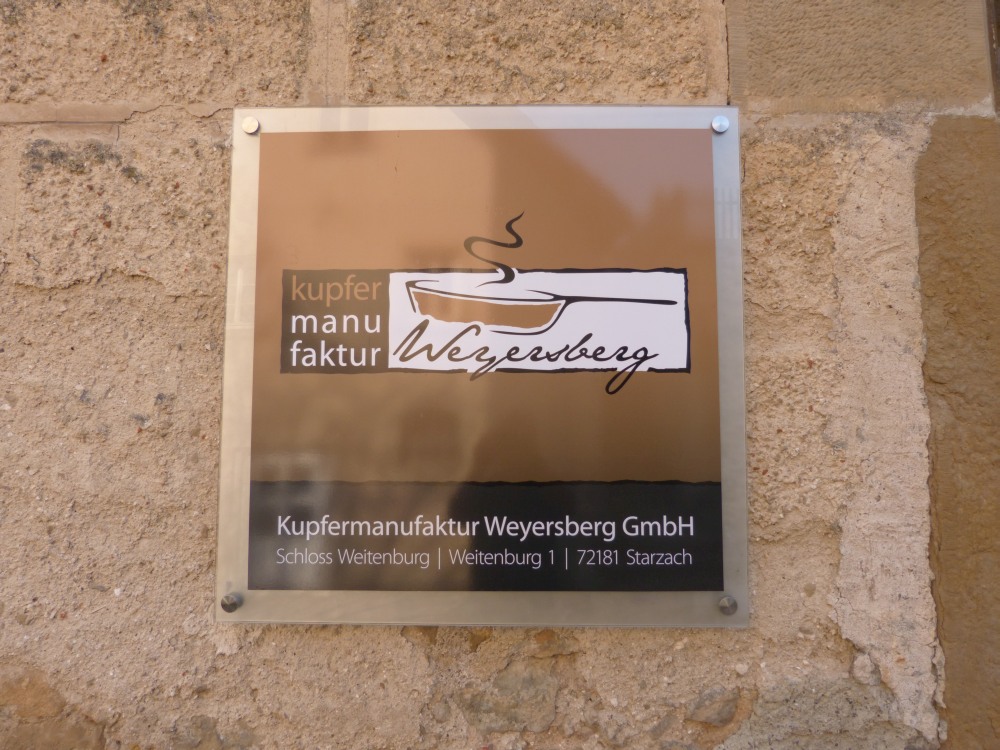 kupfer
manu
faktur
Weyersberg
Kupfermanufaktur Weyersberg GmbH
Schloss Weitenburg | Weitenburg 1 | 72181 Starzach